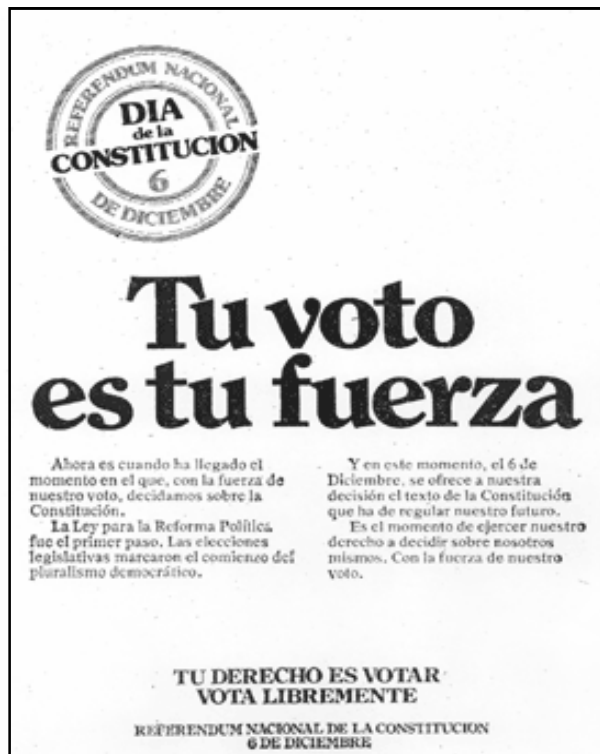 REFERENDUM NACIONAL
DIA
de la
CONSTITUCION
6
DE DICIEMBRE
Tu voto
es tu fuerza
Ahora es cuando ha llegado el
momento en el que, con la fuerza de
nuestro voto, decidamos sobre la
Constitución.
La Ley para la Reforma Política
fue el primer paso. Las elecciones
legislativas marcaron el comienzo del
pluralismo democrático.
Y en este momento, el 6 de
Diciembre, se ofrece a nuestra
decisión el texto de la Constitución
que ha de regular nuestro futuro.
Es el momento de ejercer nuestro
derecho a decidir sobre nosotros
mismos. Con la fuerza de nuestro
voto.
TU DERECHO ES VOTAR
VOTA LIBREMENTE
REFERENDUM NACIONAL DE LA CONSTITUCION
6 DE DICIEMBRE